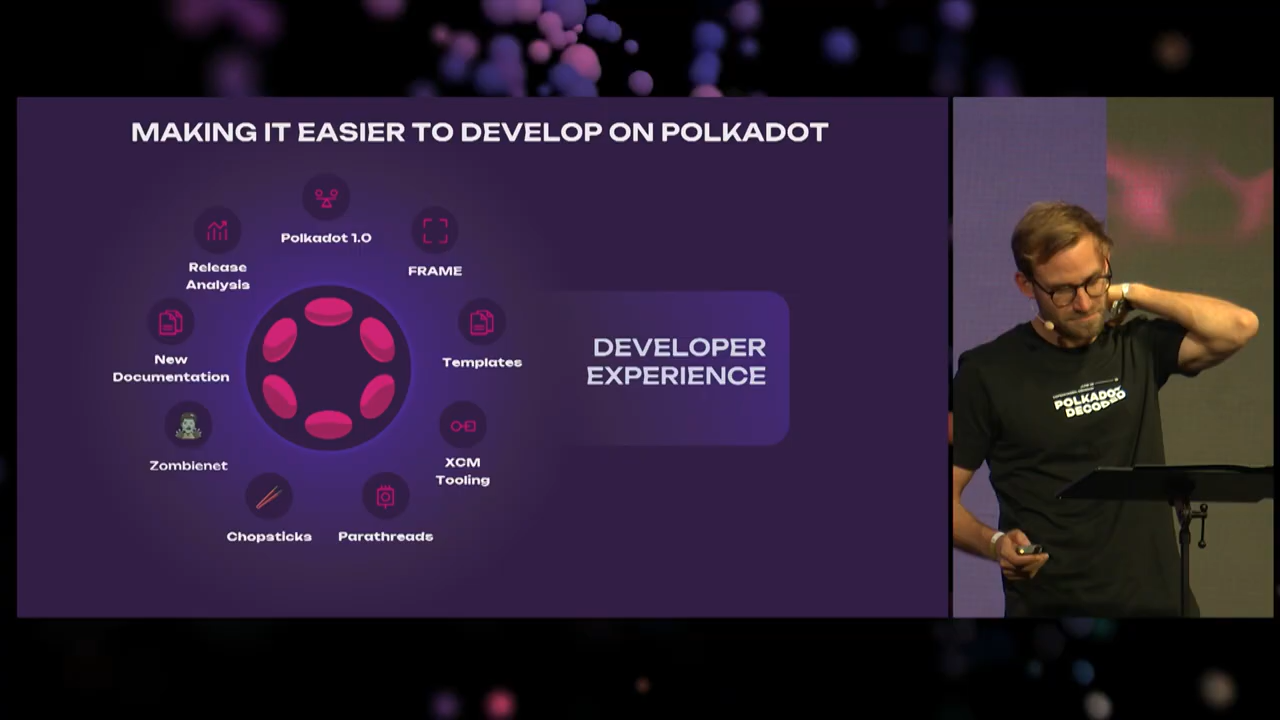 MAKING IT EASIER TO DEVELOP ON POLKADOT
Polkadot 1.0
Release
Analysis
FRAME
New
Documentation
Templates
Zombienet
XCM
Tooling
Chopsticks
Parathreads
DEVELOPER
EXPERIENCE
POLKADOT
DECODED